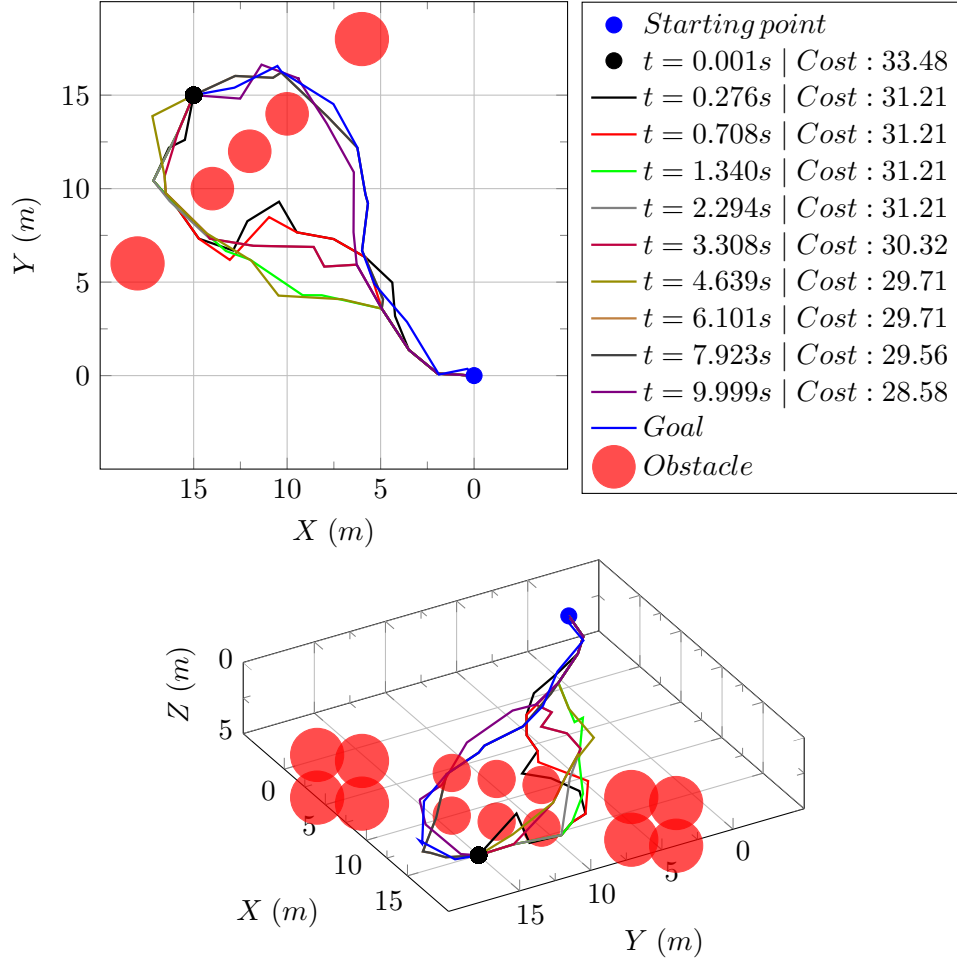 15
10
5
0
Y (m)
15
10
5
0
X (m)
Starting point
t = 0.001s | Cost : 33.48
t = 0.276s | Cost : 31.21
t = 0.708s | Cost : 31.21
t = 1.340s | Cost : 31.21
t = 2.294s | Cost : 31.21
t = 3.308s | Cost : 30.32
t = 4.639s | Cost : 29.71
t = 6.101s | Cost : 29.71
t = 7.923s | Cost : 29.56
t = 9.999s | Cost : 28.58
Goal
Obstacle
0
5
Z (m)
0
5
10
15
X (m)
15
10
5
0
Y (m)